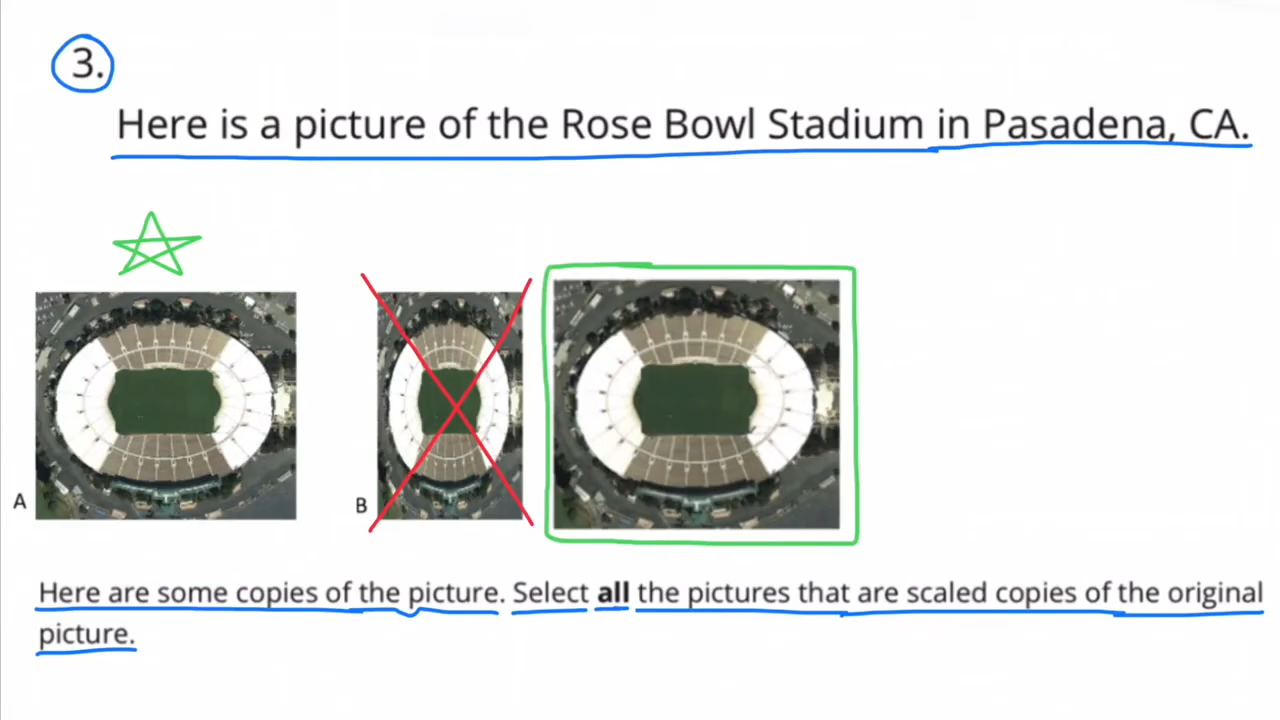 3.
Here is a picture of the Rose Bowl Stadium in Pasadena, CA.
A
B
Here are some copies of the picture. Select all the pictures that are scaled copies of the original
picture.